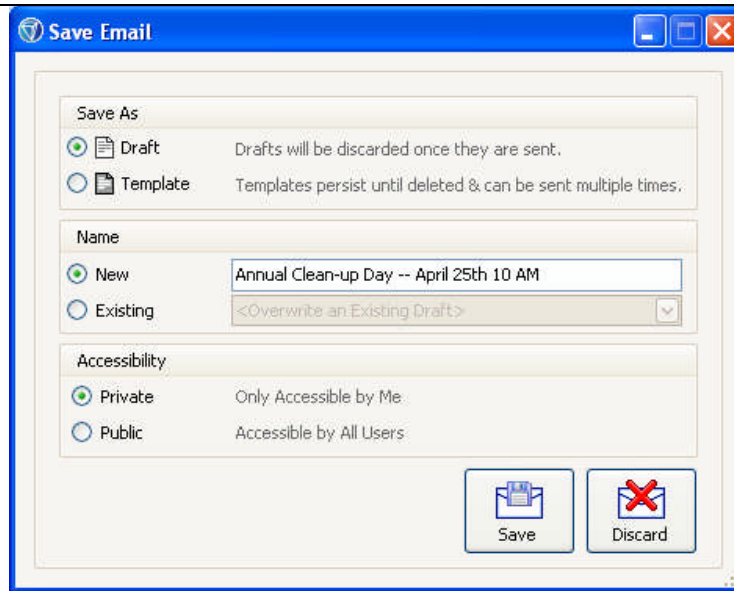 Save Email
Save As
Draft Drafts will be discarded once they are sent.
Template Templates persist until deleted & can be sent multiple times.
Name
New Annual Clean-up Day -- April 25th 10 AM
Existing <Overwrite an Existing Draft>
Accessibility
Private Only Accessible by Me
Public Accessible by All Users
Save Discard